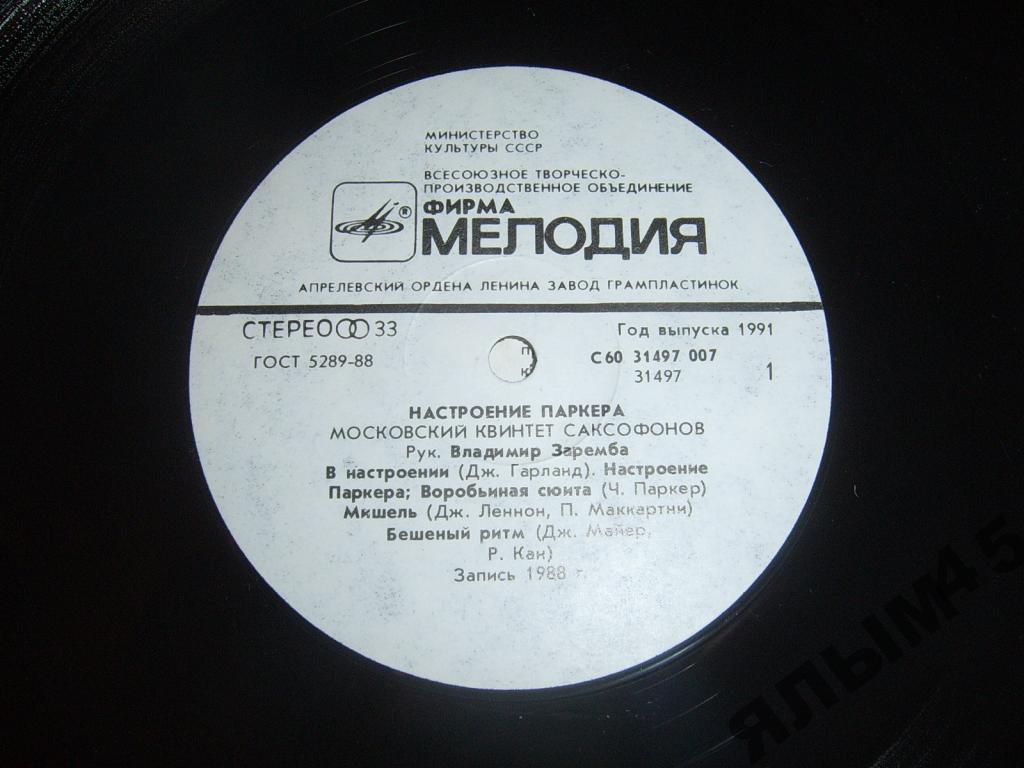 МИНИСТЕРСТВО
КУЛЬТУРЫ СССР
ВСЕСОЮЗНОЕ ТВОРЧЕСКО-
ПРОИЗВОДСТВЕННОЕ ОБЪЕДИНЕНИЕ
® ФИРМА
МЕЛОДИЯ
АПРЕЛЕВСКИЙ ОРДЕНА ЛЕНИНА ЗАВОД ГРАМПЛАСТИНОК
СТЕРЕО 33
Год выпуска 1991
ГОСТ 5289-88
С60 31497 007
31497
1
НАСТРОЕНИЕ ПАРКЕРА
МОСКОВСКИЙ КВИНТЕТ САКСОФОНОВ
Рук. Владимир Заремба
В настроении (Дж. Гарланд). Настроение
Паркера; Воробьиная сюита (Ч. Паркер)
Мишель (Дж. Леннон, П. Маккартни)
Бешеный ритм (Дж. Майер,
Р. Кан)
Запись 1988 г.
ЯЛЫМ45